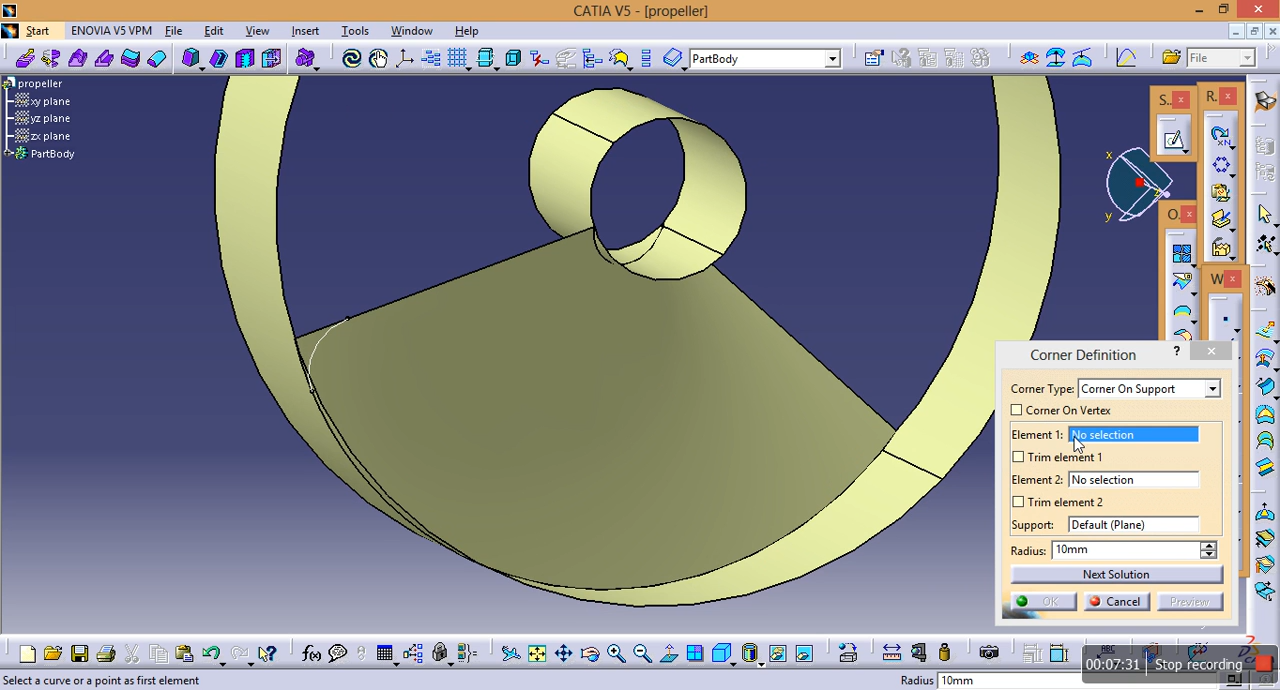 CATIA V5 - [propeller]
Start ENOVIA V5 VPM File Edit View Insert Tools Window Help
PartBody File
propeller
xy plane
yz plane
zx plane
PartBody
S... R...
x
y
z
O.
W
Corner Definition ?
Corner Type: Corner On Support
Corner On Vertex
Element 1: No selection
Trim element 1
Element 2: No selection
Trim element 2
Support: Default (Plane)
Radius: 10mm
Next Solution
OK Cancel Preview
f(x)
00:07:31 Stop recording
Select a curve or a point as first element Radius 10mm